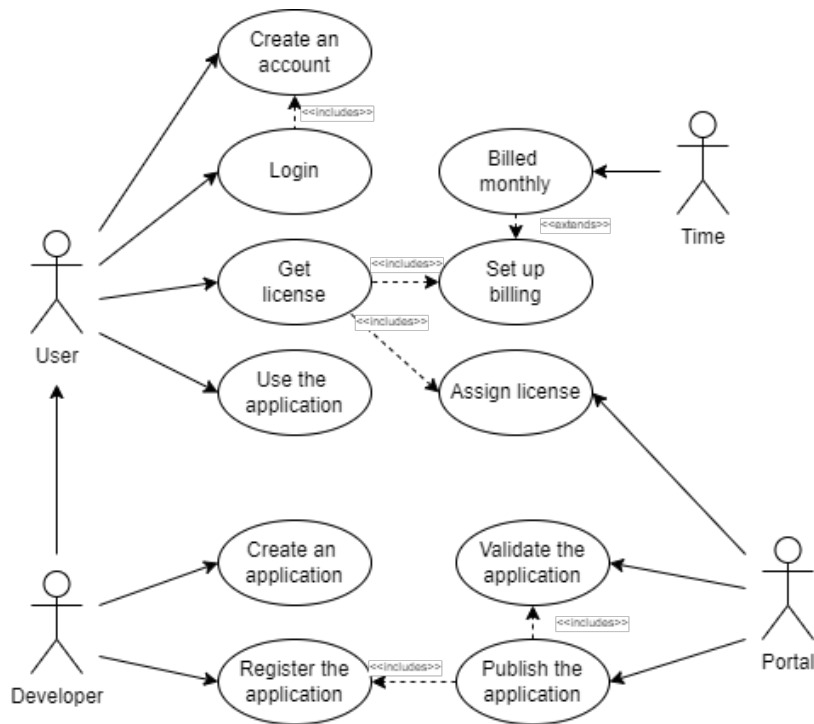 Create an
account
<<includes>>
Login
Billed
monthly
<<extends>>
Time
Get
license
<<includes>>
Set up
billing
<<includes>>
User
Use the
application
Assign license
Create an
application
Validate the
application
<<includes>>
Register the
application
<<includes>>
Publish the
application
Developer
Portal